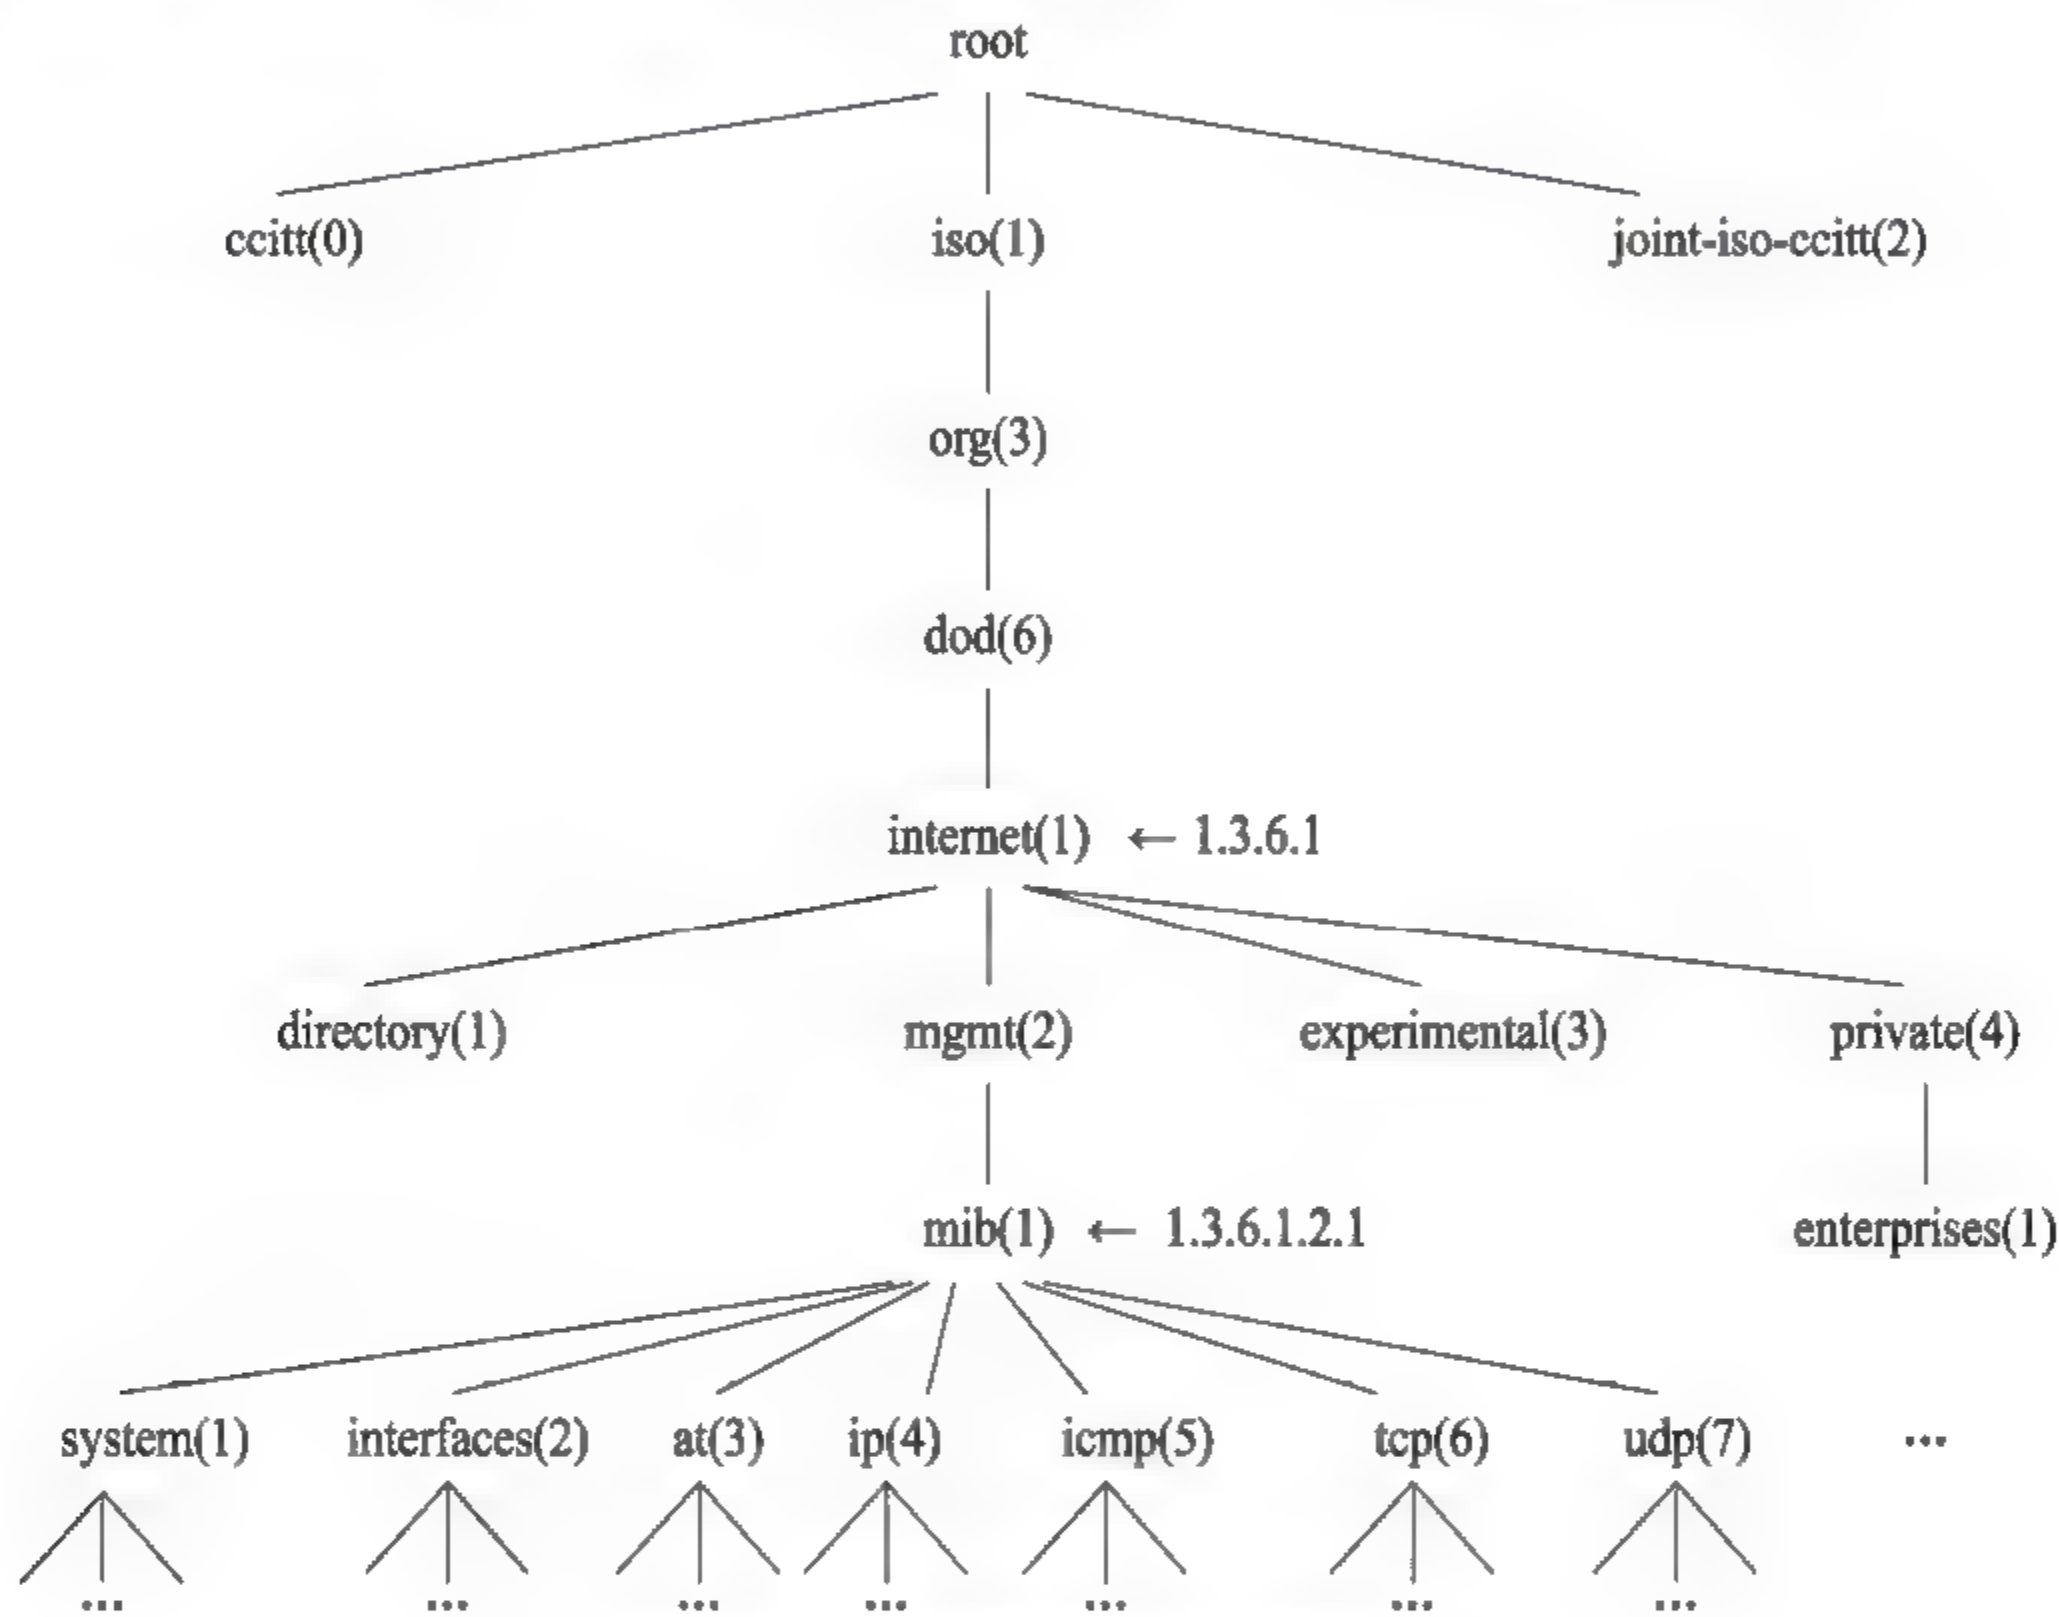 root
ccitt(0) iso(1) joint-iso-ccitt(2)
org(3)
dod(6)
internet(1) ← 1.3.6.1
directory(1) mgmt(2) experimental(3) private(4)
mib(1) ← 1.3.6.1.2.1 enterprises(1)
system(1) interfaces(2) at(3) ip(4) icmp(5) tcp(6) udp(7) ...
... ... ... ... ... ... ...